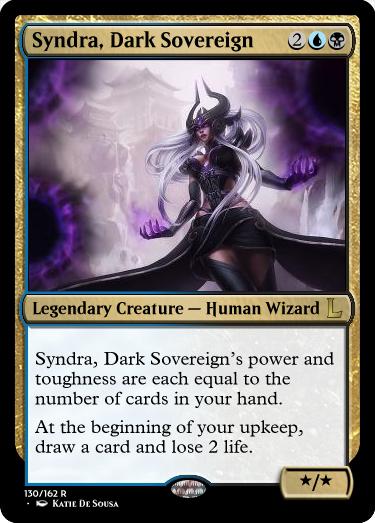 Syndra, Dark Sovereign 2
Legendary Creature — Human Wizard L
Syndra, Dark Sovereign's power and
toughness are each equal to the
number of cards in your hand.
At the beginning of your upkeep,
draw a card and lose 2 life.
★/★
130/162 R
· Katie De Sousa